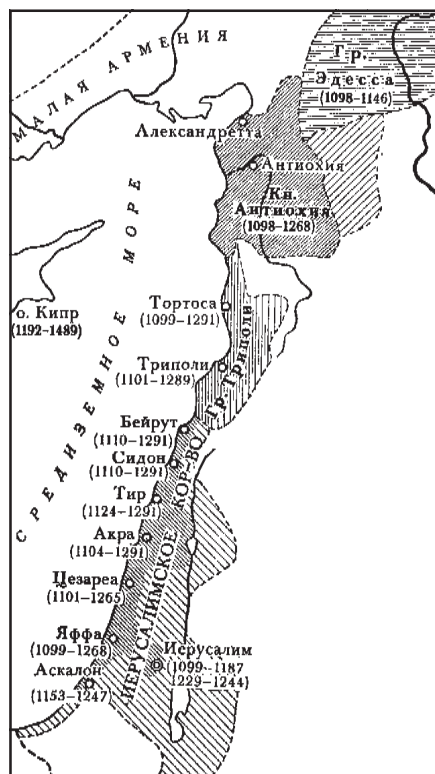 МАЛАЯ АРМЕНИЯ
Гр.
Эдесса
(1098–1146)
Александретта
Антиохия
Кн.
Антиохия
(1098–1268)
СРЕДИЗЕМНОЕ МОРЕ
о. Кипр
(1192–1489)
Тортоса
(1099–1291)
Триполи
(1101–1289)
Гр. Триполи
Бейрут
(1110–1291)
Сидон
(1110–1291)
Тир
(1124–1291)
Акра
(1104–1291)
Цезареа
(1101–1265)
ИЕРУСАЛИМСКОЕ КОР-ВО
Яффа
(1099–1268)
Иерусалим
(1099–1187
1229–1244)
Аскалон
(1153–1247)